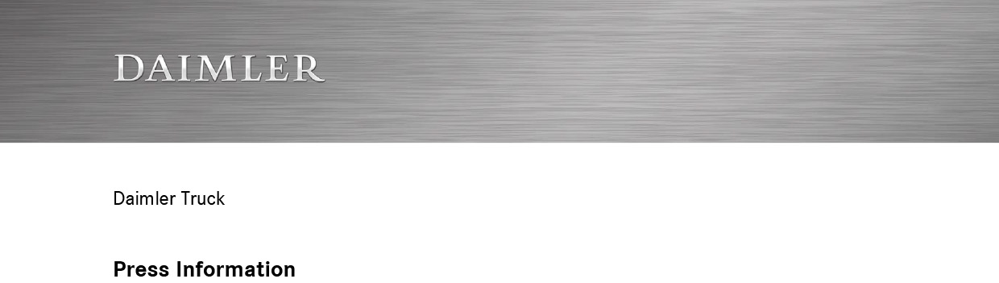 DAIMLER
Daimler Truck
Press Information